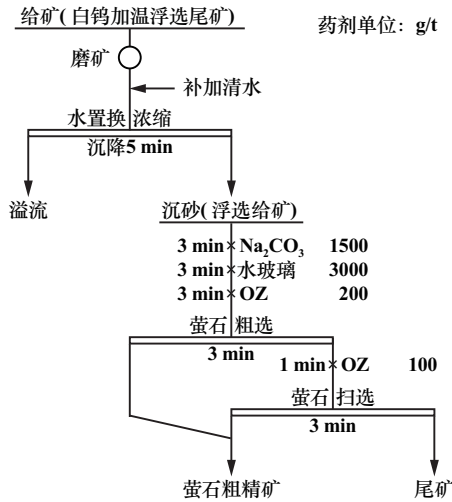 给矿(白钨加温浮选尾矿)
药剂单位：g/t
磨矿
补加清水
水置换 浓缩
沉降5 min
溢流
沉砂(浮选给矿)
3 min Na₂CO₃ 1500
3 min 水玻璃 3000
3 min OZ 200
萤石 粗选
3 min
1 min OZ 100
萤石 扫选
3 min
萤石粗精矿
尾矿